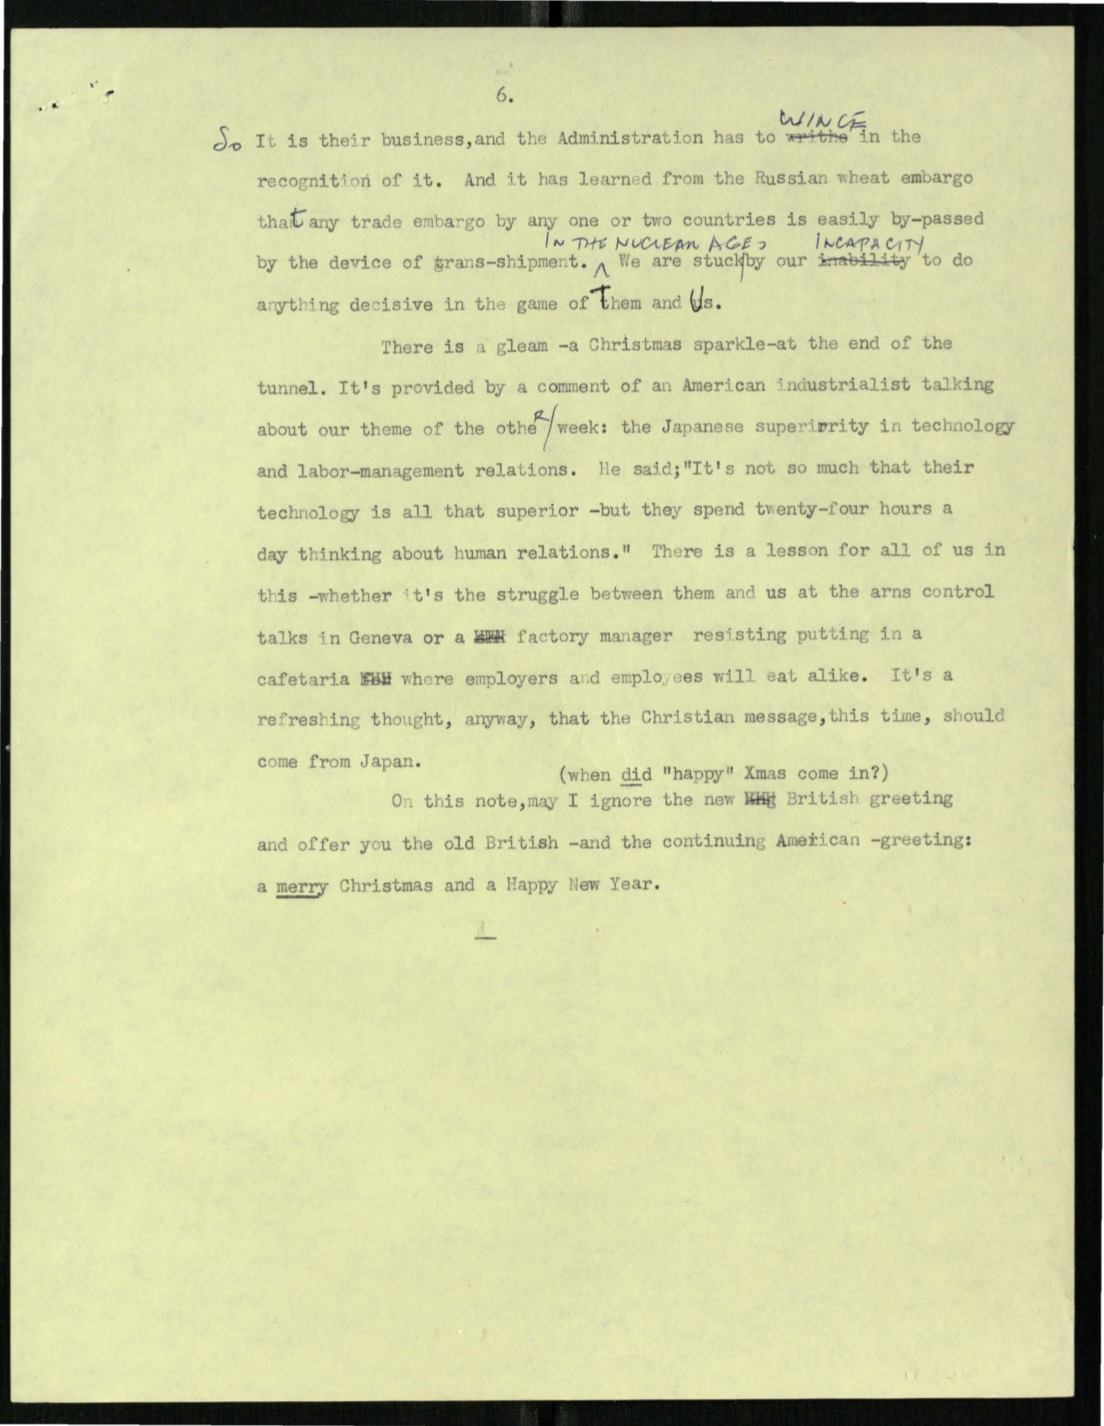 6.
WINCE
So It is their business,and the Administration has to writhe in the
recognition of it. And it has learned from the Russian wheat embargo
that any trade embargo by any one or two countries is easily by-passed
IN THE NUCLEAR AGE, INCAPACITY
by the device of trans-shipment. ^ We are stuck/by our inability to do
anything decisive in the game of Them and Us.
There is a gleam -a Christmas sparkle-at the end of the
tunnel. It's provided by a comment of an American industrialist talking
about our theme of the otheR/week: the Japanese superirrity in technology
and labor-management relations. He said;"It's not so much that their
technology is all that superior -but they spend twenty-four hours a
day thinking about human relations." There is a lesson for all of us in
this -whether it's the struggle between them and us at the arns control
talks in Geneva or a factory manager resisting putting in a
cafetaria where employers and employees will eat alike. It's a
refreshing thought, anyway, that the Christian message,this time, should
come from Japan.
(when did "happy" Xmas come in?)
On this note,may I ignore the new British greeting
and offer you the old British -and the continuing American -greeting:
a merry Christmas and a Happy New Year.